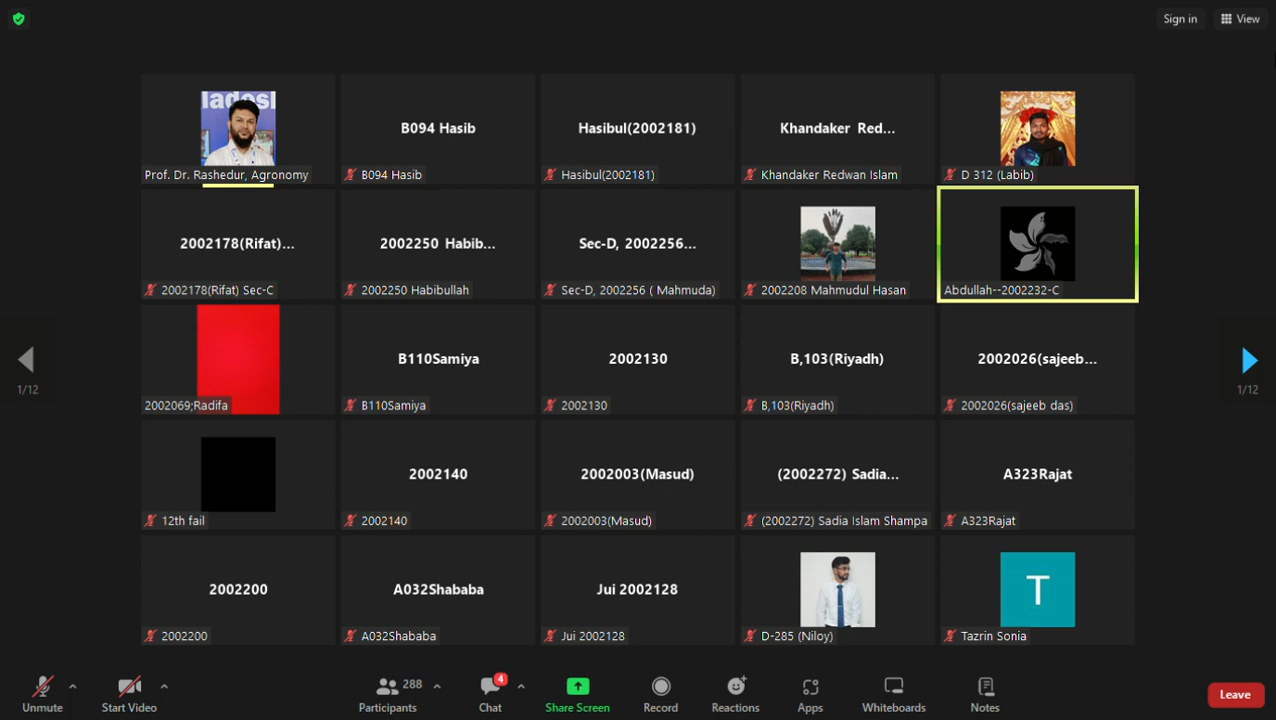 Sign in
View
ladosl
Prof. Dr. Rashedur, Agronomy
B094 Hasib
B094 Hasib
Hasibul(2002181)
Hasibul(2002181)
Khandaker Red...
Khandaker Redwan Islam
D 312 (Labib)
2002178(Rifat)...
2002178(Rifat) Sec-C
2002250 Habib...
2002250 Habibullah
Sec-D, 2002256...
Sec-D, 2002256 ( Mahmuda)
2002208 Mahmudul Hasan
Abdullah--2002232-C
1/12
2002069;Radifa
B110Samiya
B110Samiya
2002130
2002130
B,103(Riyadh)
B,103(Riyadh)
2002026(sajeeb...
2002026(sajeeb das)
1/12
12th fail
2002140
2002140
2002003(Masud)
2002003(Masud)
(2002272) Sadia...
(2002272) Sadia Islam Shampa
A323Rajat
A323Rajat
2002200
2002200
A032Shababa
A032Shababa
Jui 2002128
Jui 2002128
D-285 (Niloy)
T
Tazrin Sonia
Unmute
Start Video
288
Participants
4
Chat
Share Screen
Record
Reactions
Apps
Whiteboards
Notes
Leave